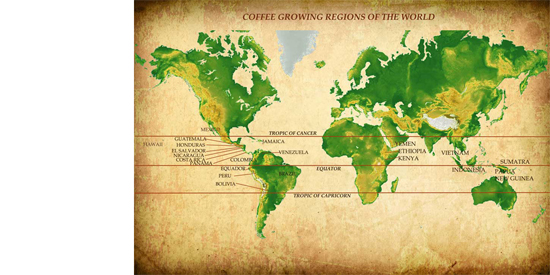 COFFEE GROWING REGIONS OF THE WORLD
MEXICO
TROPIC OF CANCER
GUATEMALA
JAMAICA
HAWAII
HONDURAS
YEMEN
EL SALVADOR
VENEZUELA
ETHIOPIA
VIETNAM
NICARAGUA
COSTA RICA
COLOMBIA
KENYA
PANAMA
SUMATRA
EQUADOR
EQUATOR
INDONESIA
PERU
BRAZIL
PAPUA
NEW GUINEA
BOLIVIA
TROPIC OF CAPRICORN